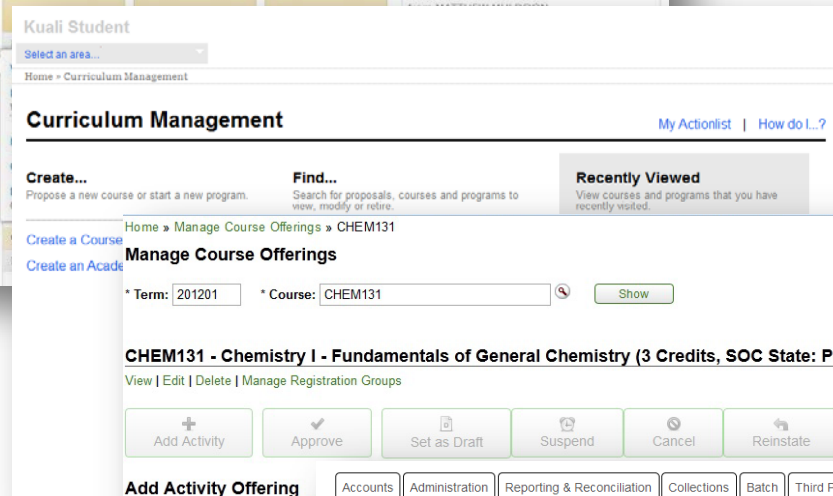 Kuali Student
Select an area...
Home » Curriculum Management
Curriculum Management
My Actionlist | How do I...?
Create...
Propose a new course or start a new program.
Find...
Search for proposals, courses and programs to
view, modify or retire.
Recently Viewed
View courses and programs that you have
recently visited.
Create a Course
Create an Acade
Home » Manage Course Offerings » CHEM131
Manage Course Offerings
* Term: 201201 * Course: CHEM131 Show
CHEM131 - Chemistry I - Fundamentals of General Chemistry (3 Credits, SOC State: P
View | Edit | Delete | Manage Registration Groups
Add Activity Approve Set as Draft Suspend Cancel Reinstate
Add Activity Offering
Accounts Administration Reporting & Reconciliation Collections Batch Third P